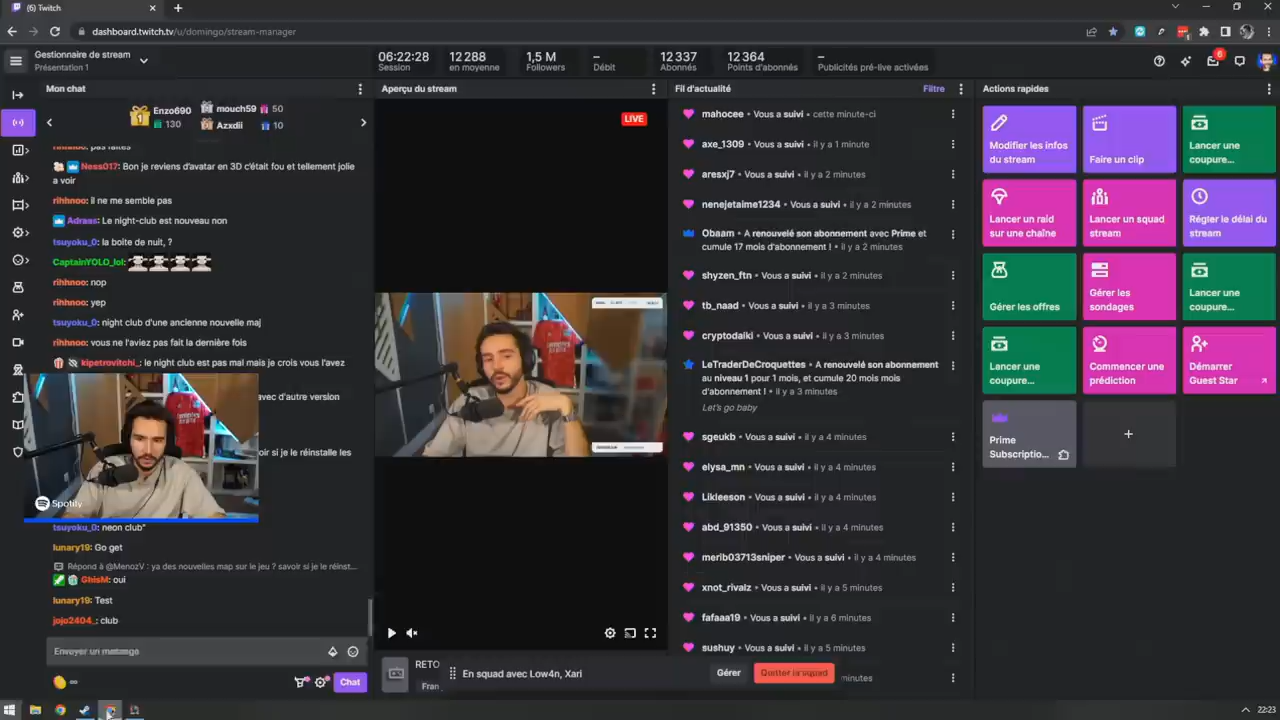 (6) Twitch
dashboard.twitch.tv/u/domingo/stream-manager
Gestionnaire de stream
Présentation 1
06:22:28
Session
12 288
en moyenne
1,5 M
Followers
–
Débit
12 337
Abonnés
12 364
Points d'abonnés
–
Publicités pré-live activées
6
Mon chat
Enzo690
130
mouch59 50
Azxdii 10
rihhnoo: pas faites
Ness017: Bon je reviens d'avatar en 3D c'était fou et tellement jolie
a voir
rihhnoo: il ne me semble pas
Adraas: Le night-club est nouveau non
tsuyoku_0: la boite de nuit, ?
CaptainYOLO_lol:
rihhnoo: nop
rihhnoo: yep
tsuyoku_0: night club d'une ancienne nouvelle maj
rihhnoo: vous ne l'aviez pas fait la dernière fois
kipetrovitchi_: le night club est pas mal mais je crois vous l'avez
avec d'autre version
oir si je le réinstalle les
Spotify
tsuyoku_0: neon club"
lunary19: Go get
Répond à @MenozV : ya des nouvelles map sur le jeu ? savoir si je le réinst...
GhisM: oui
lunary19: Test
jojo2404_: club
Envoyer un message
∞
Chat
Aperçu du stream
LIVE
RETO
Fran
En squad avec Low4n, Xari
Gérer
Quitter la squad
Fil d'actualité
Filtre
mahocee • Vous a suivi • cette minute-ci
axe_1309 • Vous a suivi • il y a 1 minute
aresxj7 • Vous a suivi • il y a 2 minutes
nenejetaime1234 • Vous a suivi • il y a 2 minutes
Obaam • A renouvelé son abonnement avec Prime et
cumule 17 mois d'abonnement ! • il y a 2 minutes
shyzen_ftn • Vous a suivi • il y a 2 minutes
tb_naad • Vous a suivi • il y a 3 minutes
cryptodalki • Vous a suivi • il y a 3 minutes
LeTraderDeCroquettes • A renouvelé son abonnement
au niveau 1 pour 1 mois, et cumule 20 mois mois
d'abonnement ! • il y a 3 minutes
Let's go baby
sgeukb • Vous a suivi • il y a 4 minutes
elysa_mn • Vous a suivi • il y a 4 minutes
Likleeson • Vous a suivi • il y a 4 minutes
abd_91350 • Vous a suivi • il y a 4 minutes
merib03713sniper • Vous a suivi • il y a 4 minutes
xnot_rivalz • Vous a suivi • il y a 5 minutes
fafaaa19 • Vous a suivi • il y a 6 minutes
sushuy • Vous a suivi • il y a 5 minutes
minutes
Actions rapides
Modifier les infos
du stream
Faire un clip
Lancer une
coupure...
Lancer un raid
sur une chaîne
Lancer un squad
stream
Régler le délai du
stream
Gérer les offres
Gérer les
sondages
Lancer une
coupure...
Lancer une
coupure...
Commencer une
prédiction
Démarrer
Guest Star
Prime
Subscriptio...
22:23